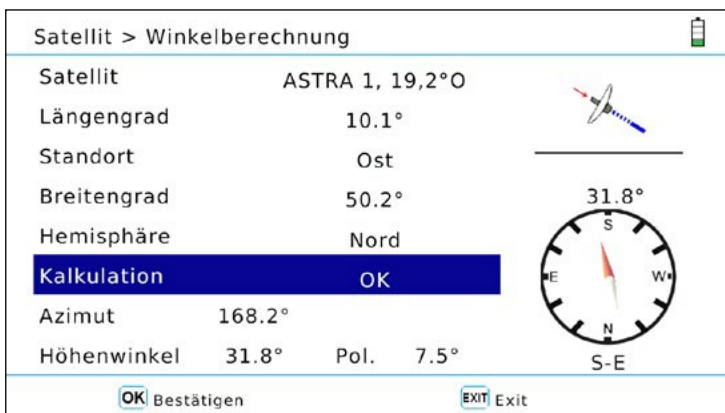 Satellit > Winkelberechnung
Satellit ASTRA 1, 19,2°O
Längengrad 10.1°
Standort Ost
Breitengrad 50.2°
Hemisphäre Nord
Kalkulation OK
Azimut 168.2°
Höhenwinkel 31.8° Pol. 7.5°
31.8°
S
E W
N
S-E
OK Bestätigen EXIT Exit